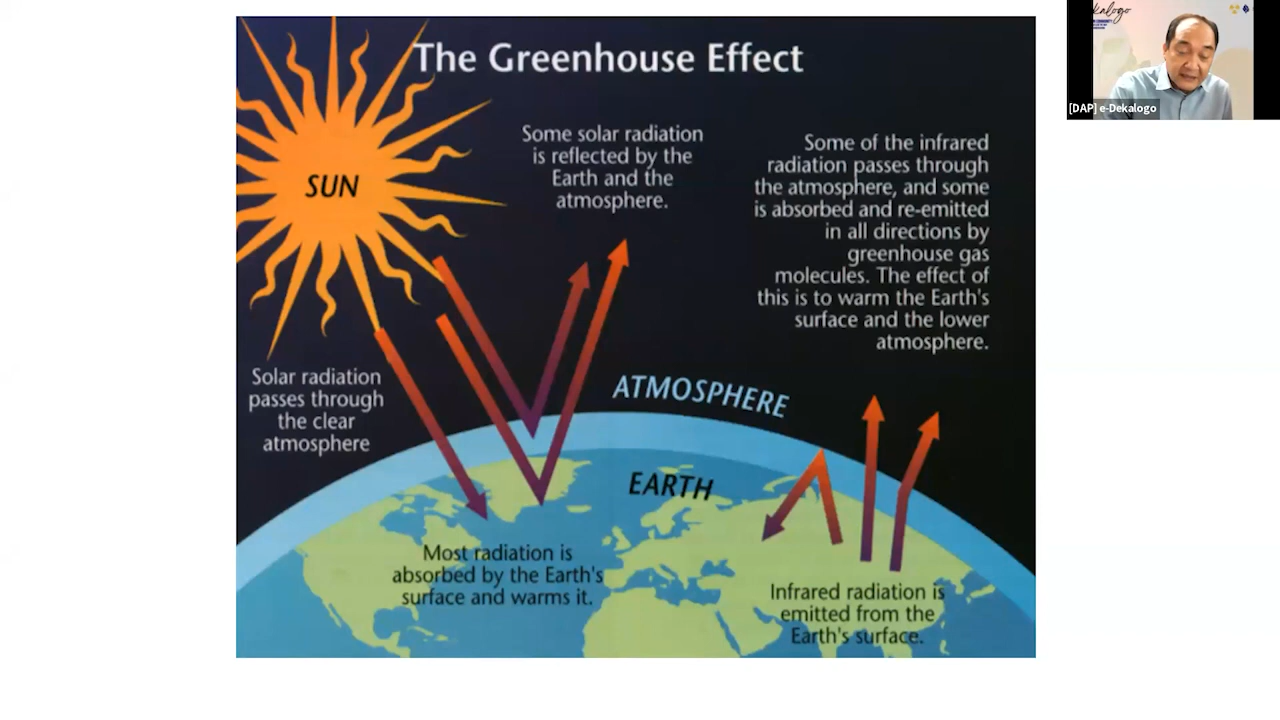 The Greenhouse Effect
SUN
Some solar radiation
is reflected by the
Earth and the
atmosphere.
Some of the infrared
radiation passes through
the atmosphere, and some
is absorbed and re-emitted
in all directions by
greenhouse gas
molecules. The effect of
this is to warm the Earth's
surface and the lower
atmosphere.
Solar radiation
passes through
the clear
atmosphere
ATMOSPHERE
EARTH
Most radiation is
absorbed by the Earth's
surface and warms it.
Infrared radiation is
emitted from the
Earth's surface.
[DAP] e-Dekalogo